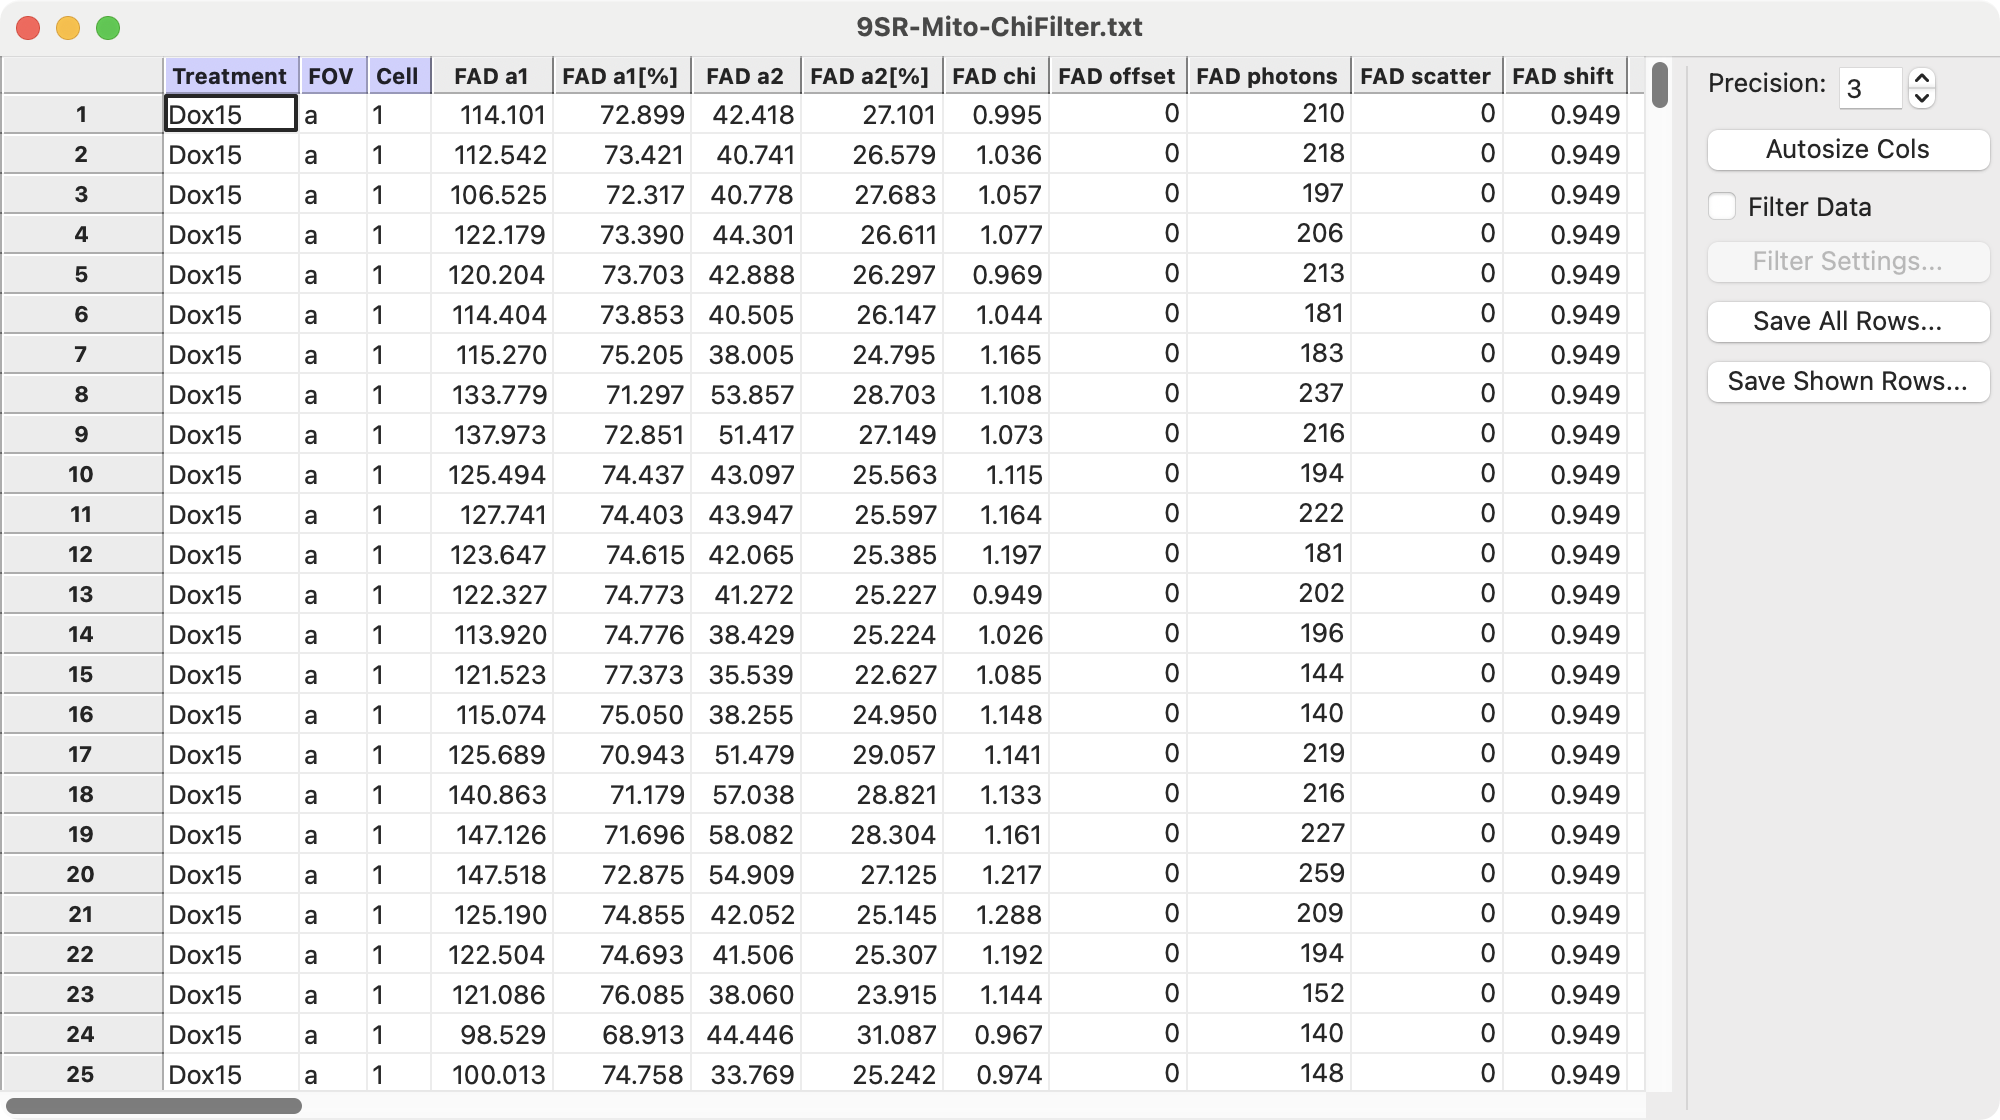 9SR-Mito-ChiFilter.txt
Treatment FOV Cell FAD a1 FAD a1[%] FAD a2 FAD a2[%] FAD chi FAD offset FAD photons FAD scatter FAD shift
1 Dox15 a 1 114.101 72.899 42.418 27.101 0.995 0 210 0 0.949
2 Dox15 a 1 112.542 73.421 40.741 26.579 1.036 0 218 0 0.949
3 Dox15 a 1 106.525 72.317 40.778 27.683 1.057 0 197 0 0.949
4 Dox15 a 1 122.179 73.390 44.301 26.611 1.077 0 206 0 0.949
5 Dox15 a 1 120.204 73.703 42.888 26.297 0.969 0 213 0 0.949
6 Dox15 a 1 114.404 73.853 40.505 26.147 1.044 0 181 0 0.949
7 Dox15 a 1 115.270 75.205 38.005 24.795 1.165 0 183 0 0.949
8 Dox15 a 1 133.779 71.297 53.857 28.703 1.108 0 237 0 0.949
9 Dox15 a 1 137.973 72.851 51.417 27.149 1.073 0 216 0 0.949
10 Dox15 a 1 125.494 74.437 43.097 25.563 1.115 0 194 0 0.949
11 Dox15 a 1 127.741 74.403 43.947 25.597 1.164 0 222 0 0.949
12 Dox15 a 1 123.647 74.615 42.065 25.385 1.197 0 181 0 0.949
13 Dox15 a 1 122.327 74.773 41.272 25.227 0.949 0 202 0 0.949
14 Dox15 a 1 113.920 74.776 38.429 25.224 1.026 0 196 0 0.949
15 Dox15 a 1 121.523 77.373 35.539 22.627 1.085 0 144 0 0.949
16 Dox15 a 1 115.074 75.050 38.255 24.950 1.148 0 140 0 0.949
17 Dox15 a 1 125.689 70.943 51.479 29.057 1.141 0 219 0 0.949
18 Dox15 a 1 140.863 71.179 57.038 28.821 1.133 0 216 0 0.949
19 Dox15 a 1 147.126 71.696 58.082 28.304 1.161 0 227 0 0.949
20 Dox15 a 1 147.518 72.875 54.909 27.125 1.217 0 259 0 0.949
21 Dox15 a 1 125.190 74.855 42.052 25.145 1.288 0 209 0 0.949
22 Dox15 a 1 122.504 74.693 41.506 25.307 1.192 0 194 0 0.949
23 Dox15 a 1 121.086 76.085 38.060 23.915 1.144 0 152 0 0.949
24 Dox15 a 1 98.529 68.913 44.446 31.087 0.967 0 140 0 0.949
25 Dox15 a 1 100.013 74.758 33.769 25.242 0.974 0 148 0 0.949
Precision: 3
Autosize Cols
Filter Data
Filter Settings...
Save All Rows...
Save Shown Rows...